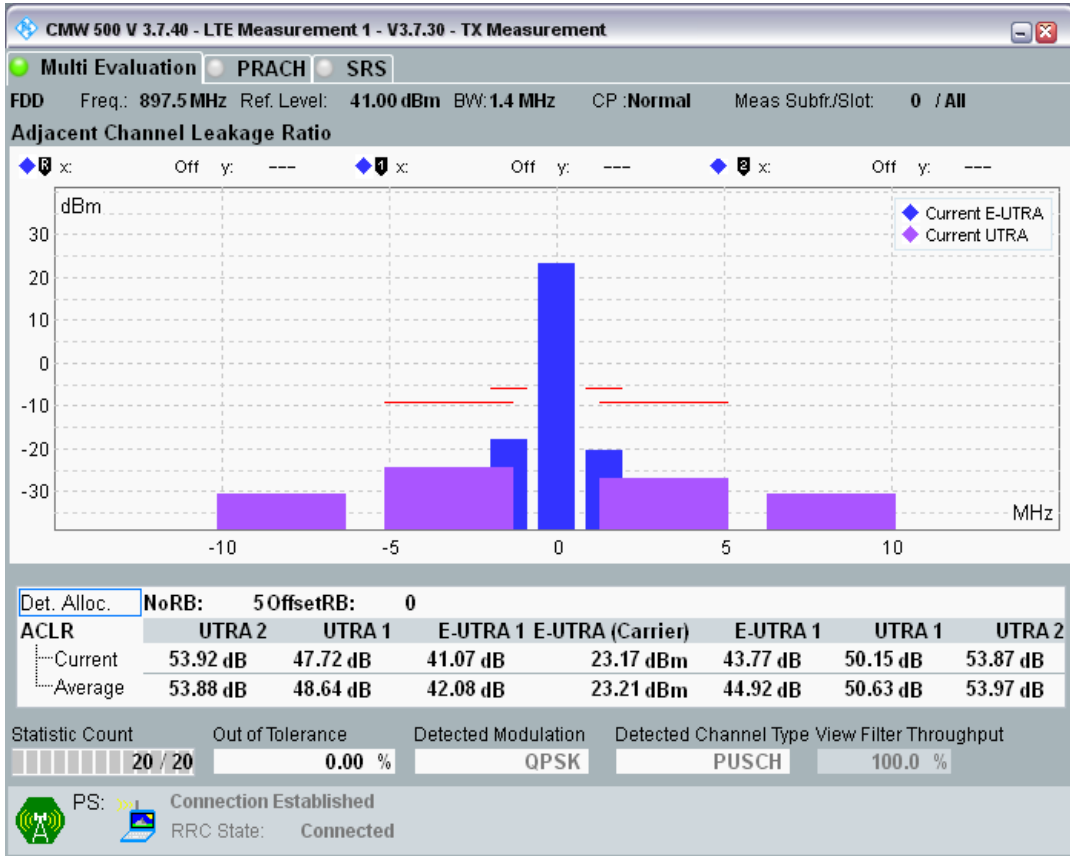 CMW 500 V 3.7.40 - LTE Measurement 1 - V3.7.30 - TX Measurement
Multi Evaluation PRACH SRS
FDD Freq.: 897.5 MHz Ref. Level: 41.00 dBm BW: 1.4 MHz CP :Normal Meas Subfr./Slot: 0 / All
Adjacent Channel Leakage Ratio
R x: Off y: --- 1 x: Off y: --- 2 x: Off y: ---
dBm
Current E-UTRA
Current UTRA
30
20
10
0
-10
-20
-30
MHz
-10 -5 0 5 10
Det. Alloc. NoRB: 5 OffsetRB: 0
ACLR UTRA 2 UTRA 1 E-UTRA 1 E-UTRA (Carrier) E-UTRA 1 UTRA 1 UTRA 2
Current 53.92 dB 47.72 dB 41.07 dB 23.17 dBm 43.77 dB 50.15 dB 53.87 dB
Average 53.88 dB 48.64 dB 42.08 dB 23.21 dBm 44.92 dB 50.63 dB 53.97 dB
Statistic Count Out of Tolerance Detected Modulation Detected Channel Type View Filter Throughput
20 / 20 0.00 % QPSK PUSCH 100.0 %
PS: Connection Established
RRC State: Connected